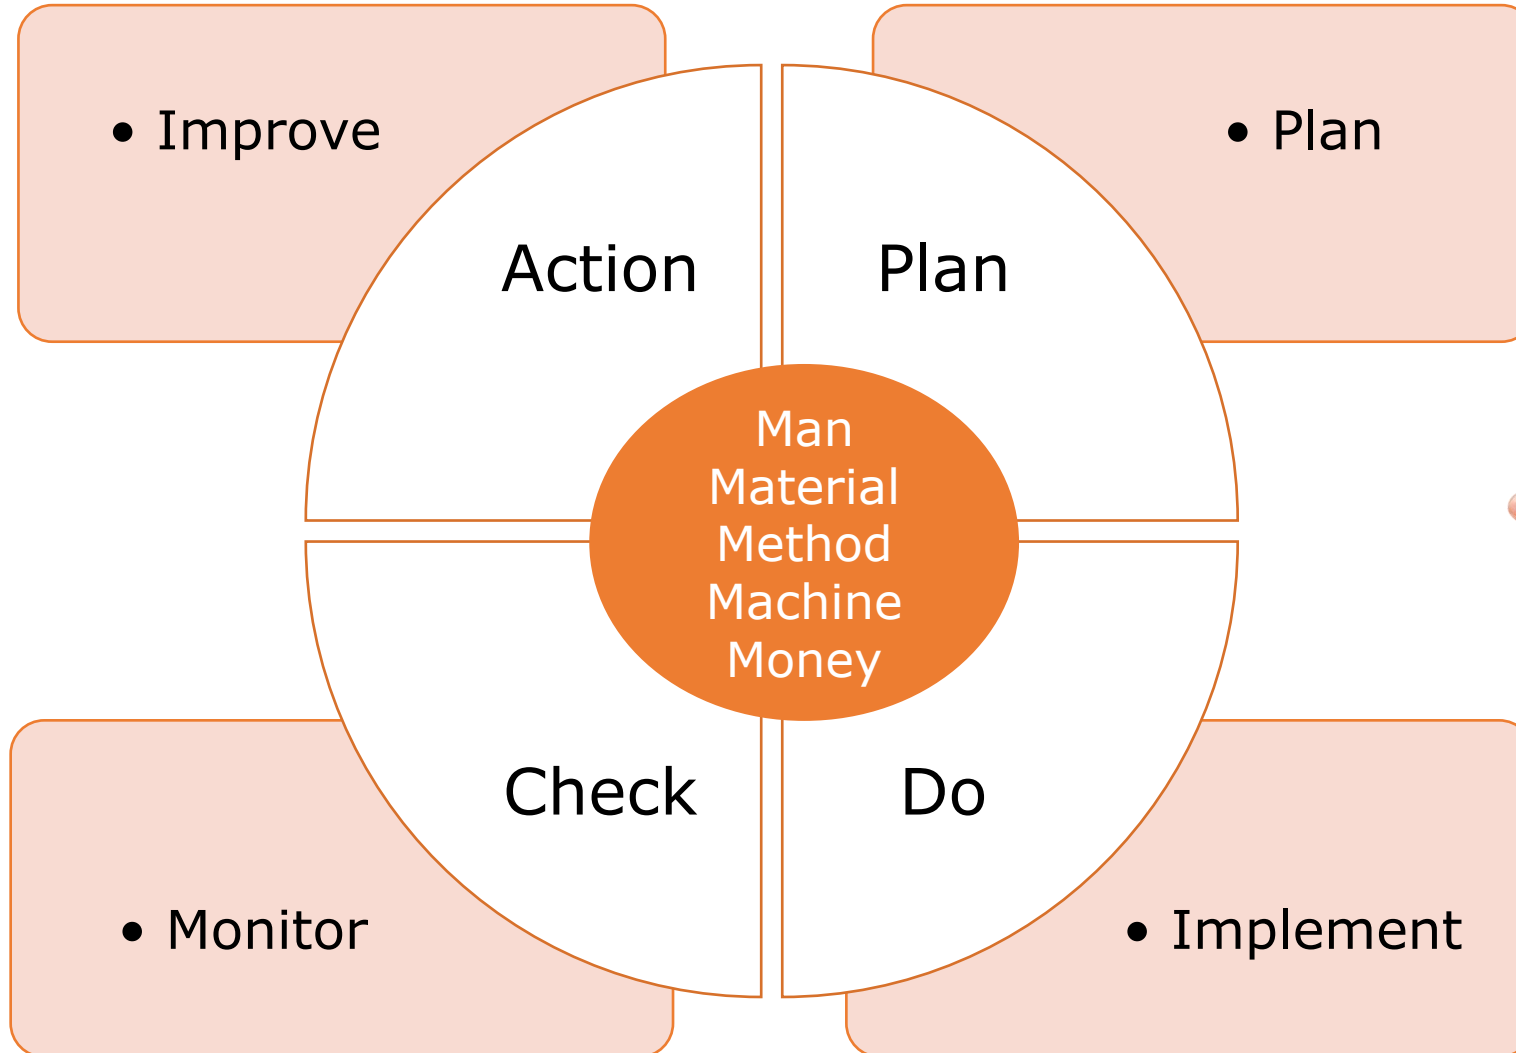 • Improve
• Plan
Action
Plan
Man
Material
Method
Machine
Money
Check
Do
• Monitor
• Implement